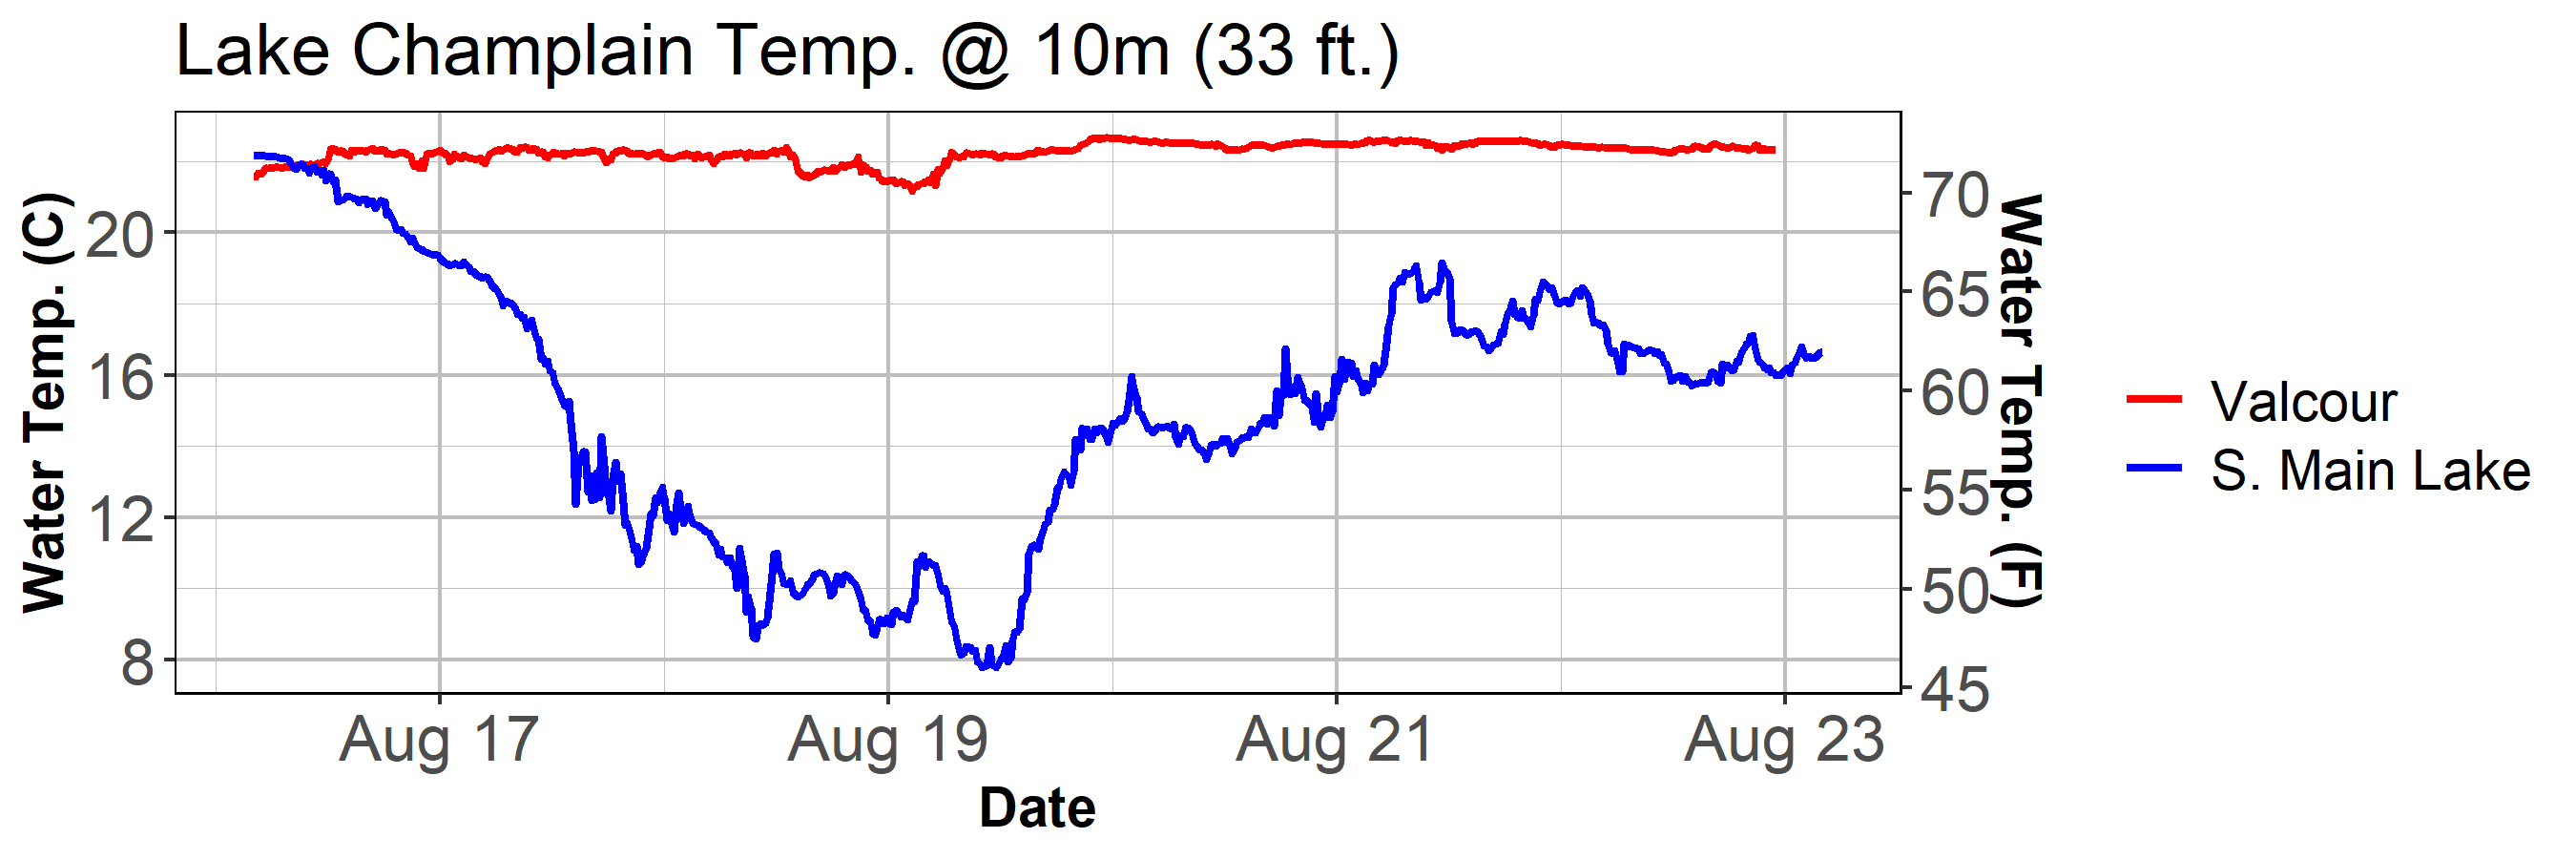 Lake Champlain Temp. @ 10m (33 ft.)
Water Temp. (C)
20
16
12
8
70
65
60
55
50
45
Water Temp. (F)
Aug 17
Aug 19
Aug 21
Aug 23
Date
Valcour
S. Main Lake